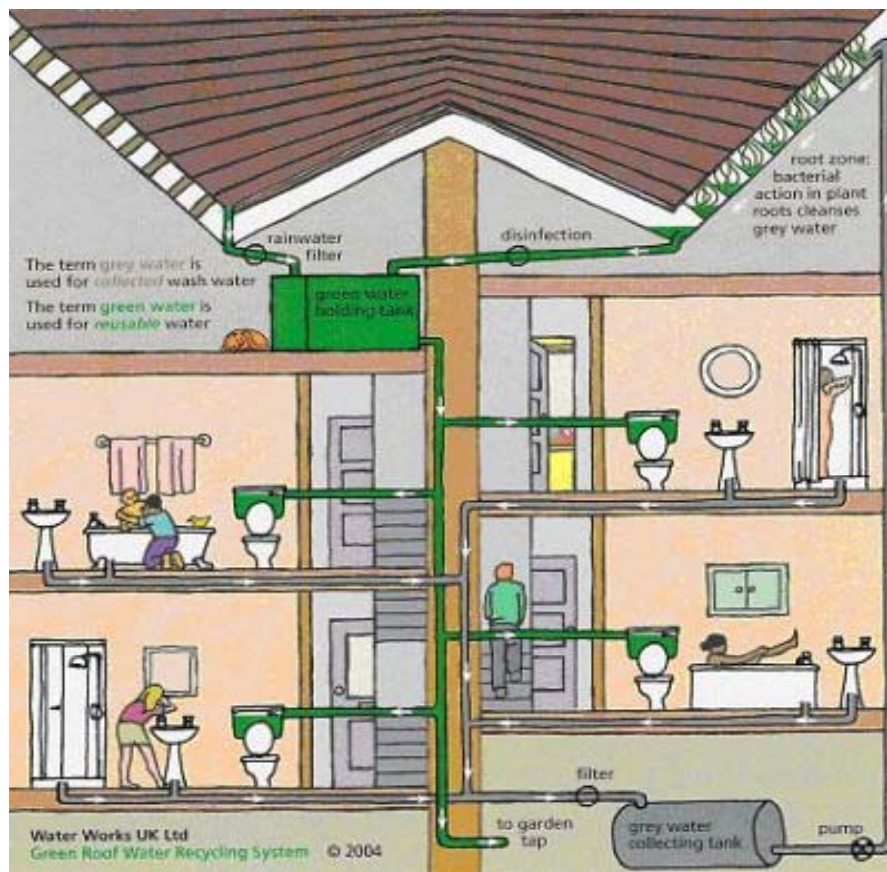 root zone:
bacterial
action in plant
roots cleanses
grey water
rainwater
filter
disinfection
The term grey water is
used for collected wash water
The term green water is
used for reusable water
green water
holding tank
filter
to garden
tap
grey water
collecting tank
pump
Water Works UK Ltd
Green Roof Water Recycling System © 2004